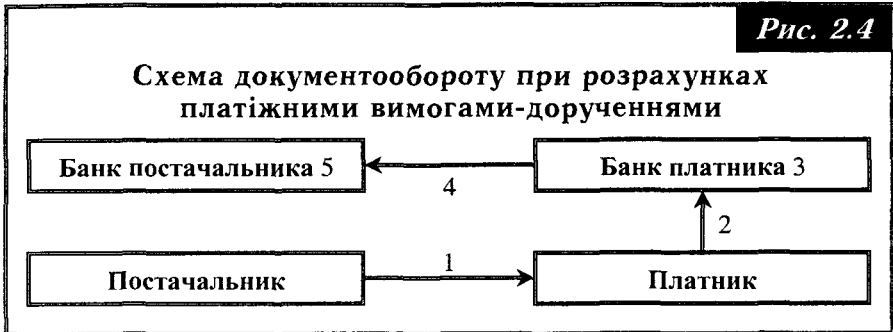 Рис. 2.4
Схема документообороту при розрахунках
платіжними вимогами-дорученнями
Банк постачальника 5
4
Банк платника 3
2
Постачальник
1
Платник